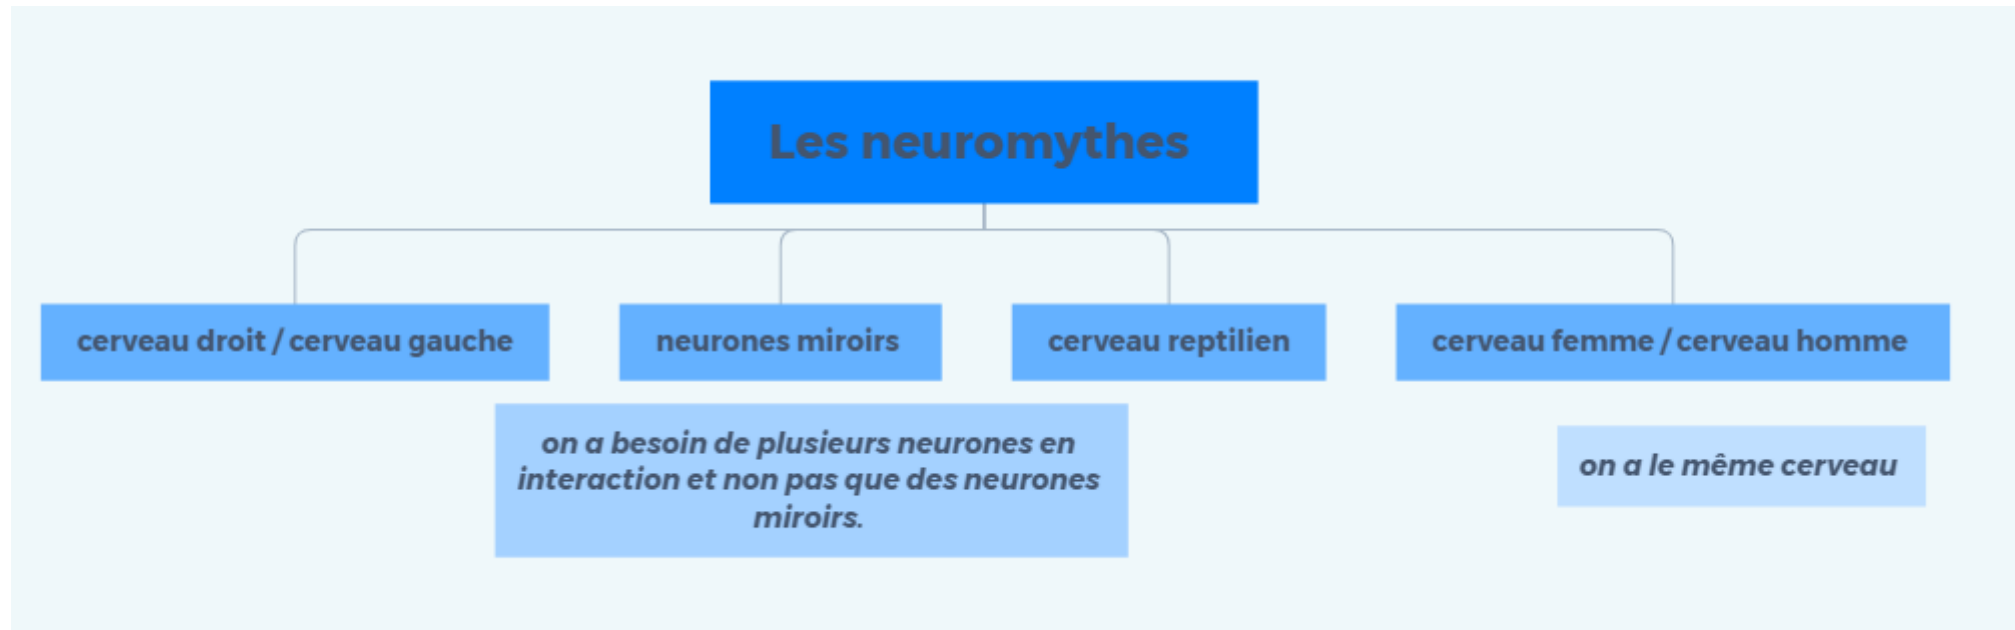 Les neuromythes
cerveau droit / cerveau gauche
neurones miroirs
cerveau reptilien
cerveau femme / cerveau homme
on a besoin de plusieurs neurones en
interaction et non pas que des neurones
miroirs.
on a le même cerveau